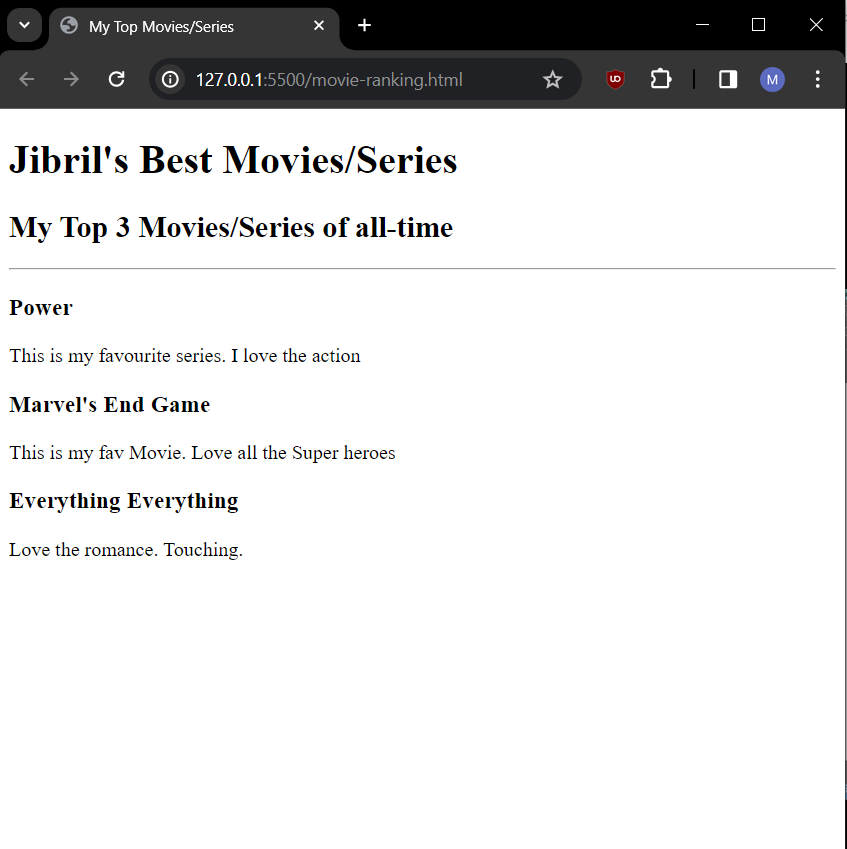 My Top Movies/Series
127.0.0.1:5500/movie-ranking.html
UO
M
Jibril's Best Movies/Series
My Top 3 Movies/Series of all-time
Power
This is my favourite series. I love the action
Marvel's End Game
This is my fav Movie. Love all the Super heroes
Everything Everything
Love the romance. Touching.